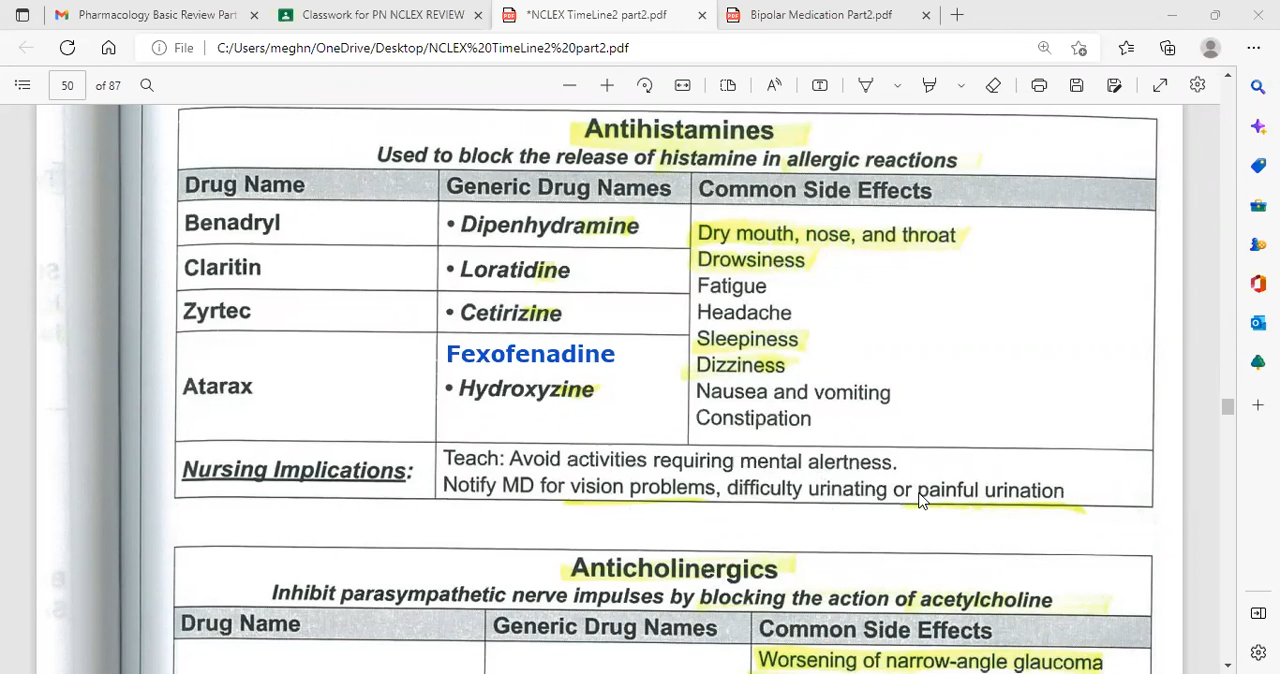 Pharmacology Basic Review Part
Classwork for PN NCLEX REVIEW
*NCLEX TimeLine2 part2.pdf
Bipolar Medication Part2.pdf
File C:/Users/meghn/OneDrive/Desktop/NCLEX%20TimeLine2%20part2.pdf
50 of 87
Antihistamines
Used to block the release of histamine in allergic reactions
Drug Name Generic Drug Names Common Side Effects
Benadryl • Dipenhydramine
Dry mouth, nose, and throat
Drowsiness
Claritin • Loratidine
Fatigue
Zyrtec • Cetirizine
Headache
Sleepiness
Fexofenadine
Dizziness
Atarax • Hydroxyzine
Nausea and vomiting
Constipation
Nursing Implications:
Teach: Avoid activities requiring mental alertness.
Notify MD for vision problems, difficulty urinating or painful urination
Anticholinergics
Inhibit parasympathetic nerve impulses by blocking the action of acetylcholine
Drug Name Generic Drug Names Common Side Effects
Worsening of narrow-angle glaucoma